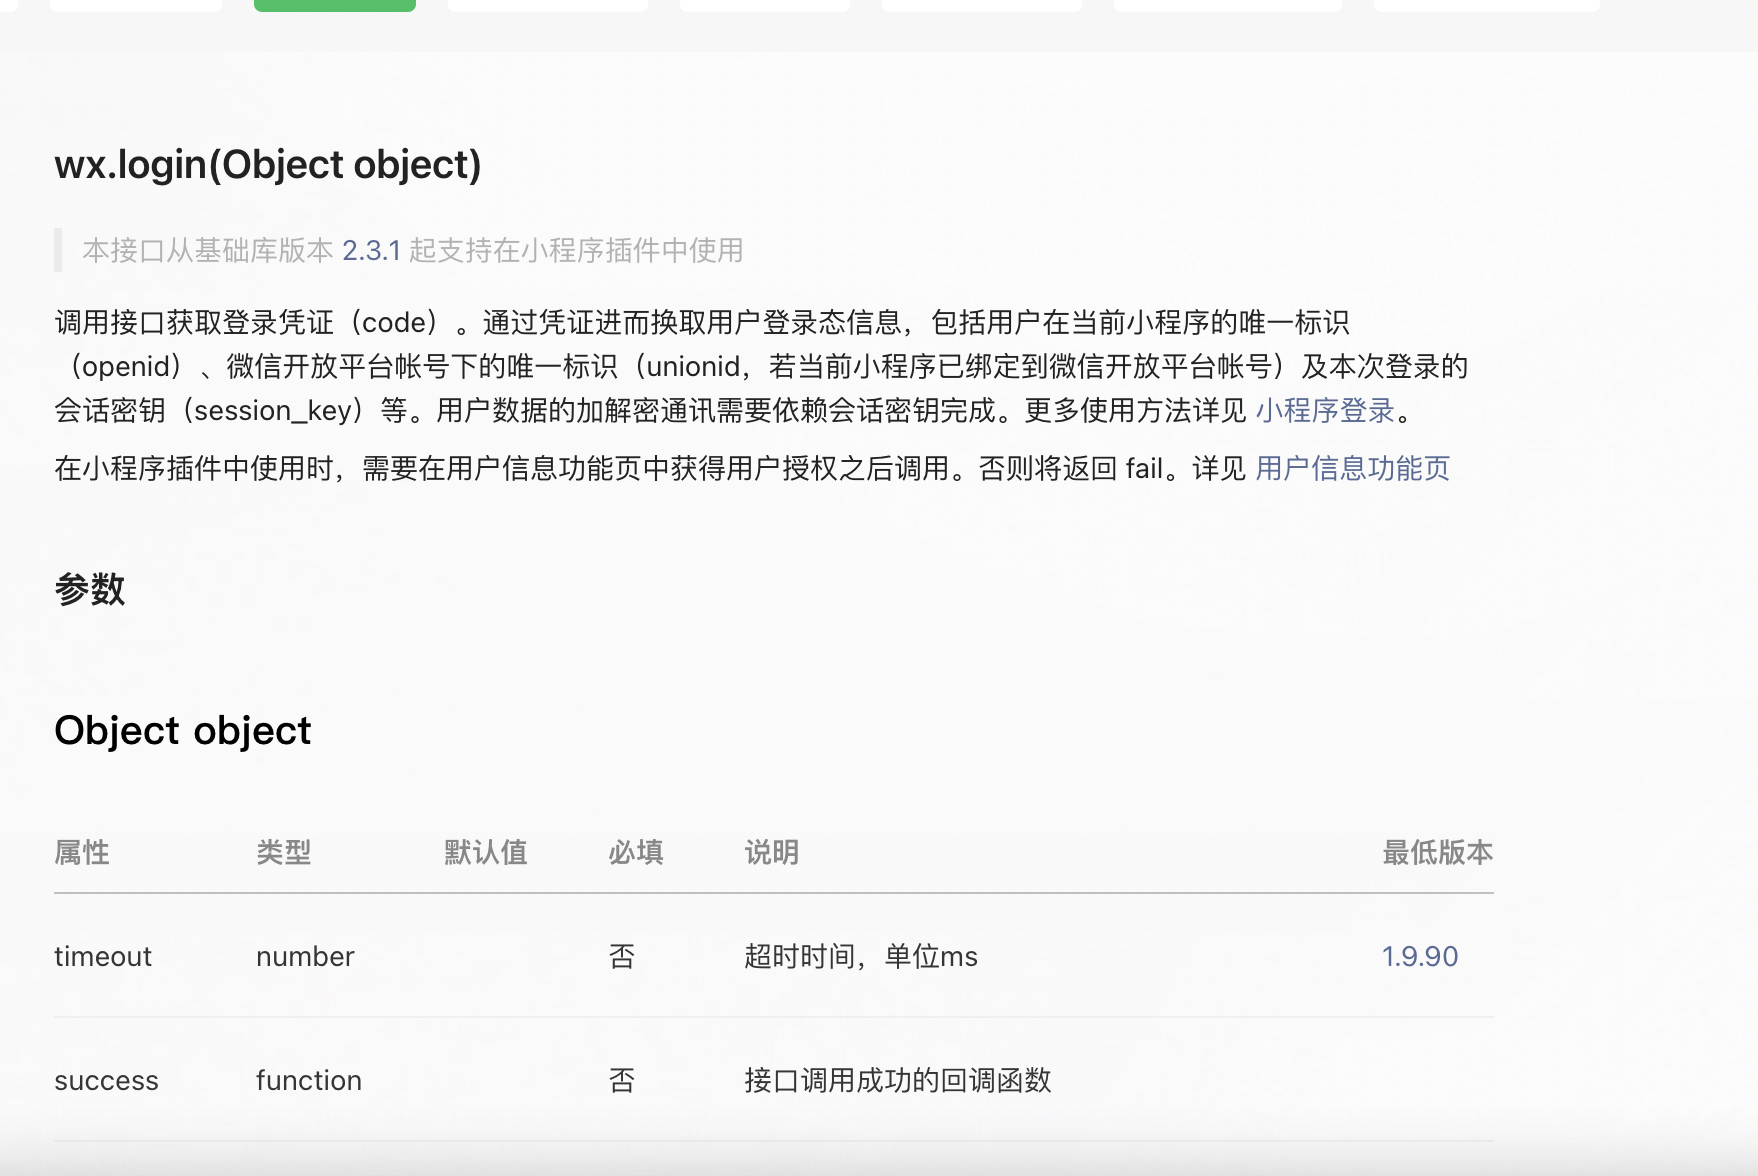 wx.login(Object object)
本接口从基础库版本 2.3.1 起支持在小程序插件中使用
调用接口获取登录凭证（code）。通过凭证进而换取用户登录态信息，包括用户在当前小程序的唯一标识
（openid）、微信开放平台帐号下的唯一标识（unionid，若当前小程序已绑定到微信开放平台帐号）及本次登录的
会话密钥（session_key）等。用户数据的加解密通讯需要依赖会话密钥完成。更多使用方法详见 小程序登录。
在小程序插件中使用时，需要在用户信息功能页中获得用户授权之后调用。否则将返回 fail。详见 用户信息功能页
参数
Object object
属性 类型 默认值 必填 说明 最低版本
timeout number 否 超时时间，单位ms 1.9.90
success function 否 接口调用成功的回调函数